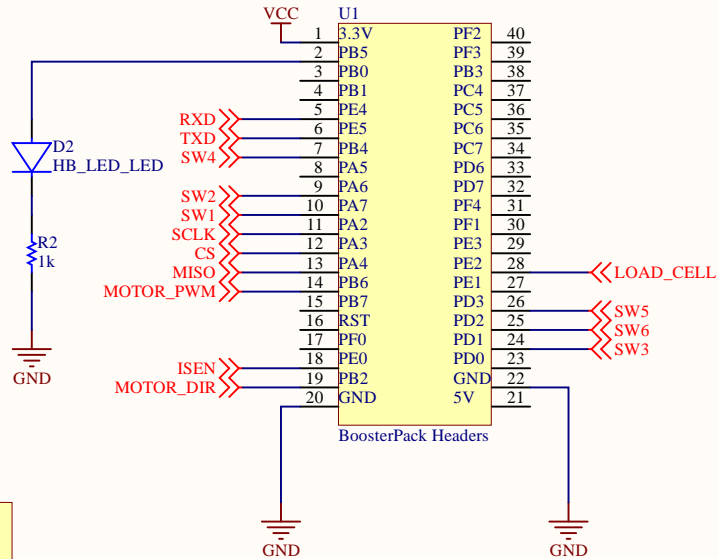 VCC
U1
1 3.3V PF2 40
2 PB5 PF3 39
3 PB0 PB3 38
4 PB1 PC4 37
RXD 5 PE4 PC5 36
TXD 6 PE5 PC6 35
SW4 7 PB4 PC7 34
8 PA5 PD6 33
SW2 9 PA6 PD7 32
SW1 10 PA7 PF4 31
SCLK 11 PA2 PF1 30
CS 12 PA3 PE3 29
MISO 13 PA4 PE2 28 LOAD_CELL
MOTOR_PWM 14 PB6 PE1 27
15 PB7 PD3 26 SW5
16 RST PD2 25 SW6
17 PF0 PD1 24 SW3
ISEN 18 PE0 PD0 23
MOTOR_DIR 19 PB2 GND 22
20 GND 5V 21
BoosterPack Headers
D2
HB_LED_LED
R2
1k
GND
GND
GND